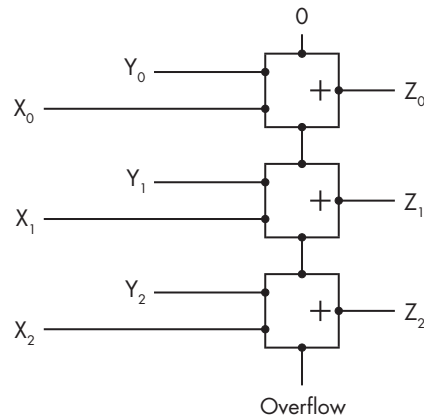 0
Y₀
X₀
+
Z₀
Y₁
X₁
+
Z₁
Y₂
X₂
+
Z₂
Overflow